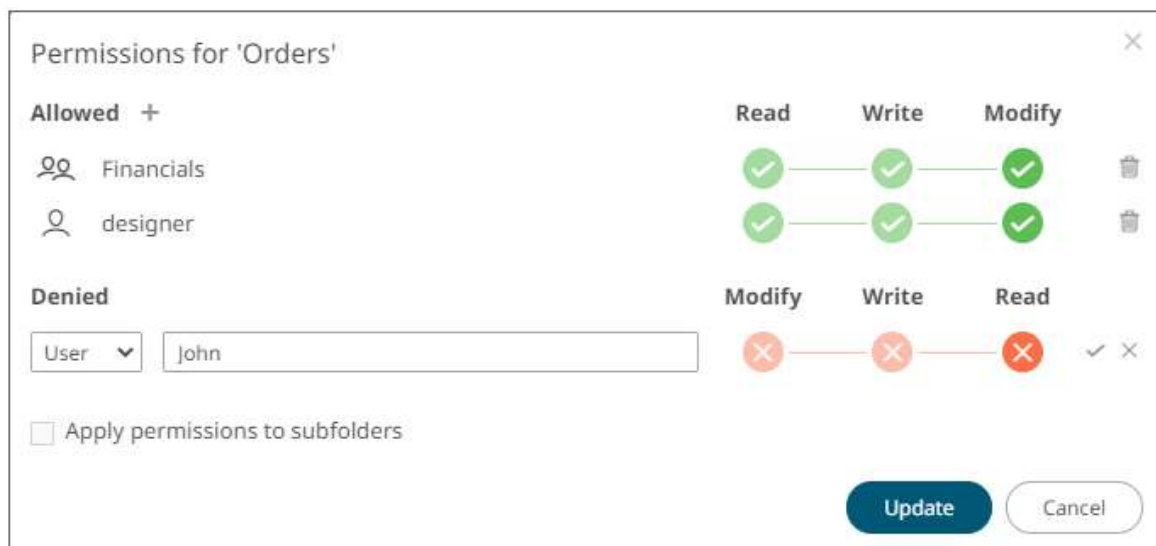 Permissions for 'Orders'
Allowed + Read Write Modify
Financials
designer
Denied Modify Write Read
User John
Apply permissions to subfolders
Update Cancel